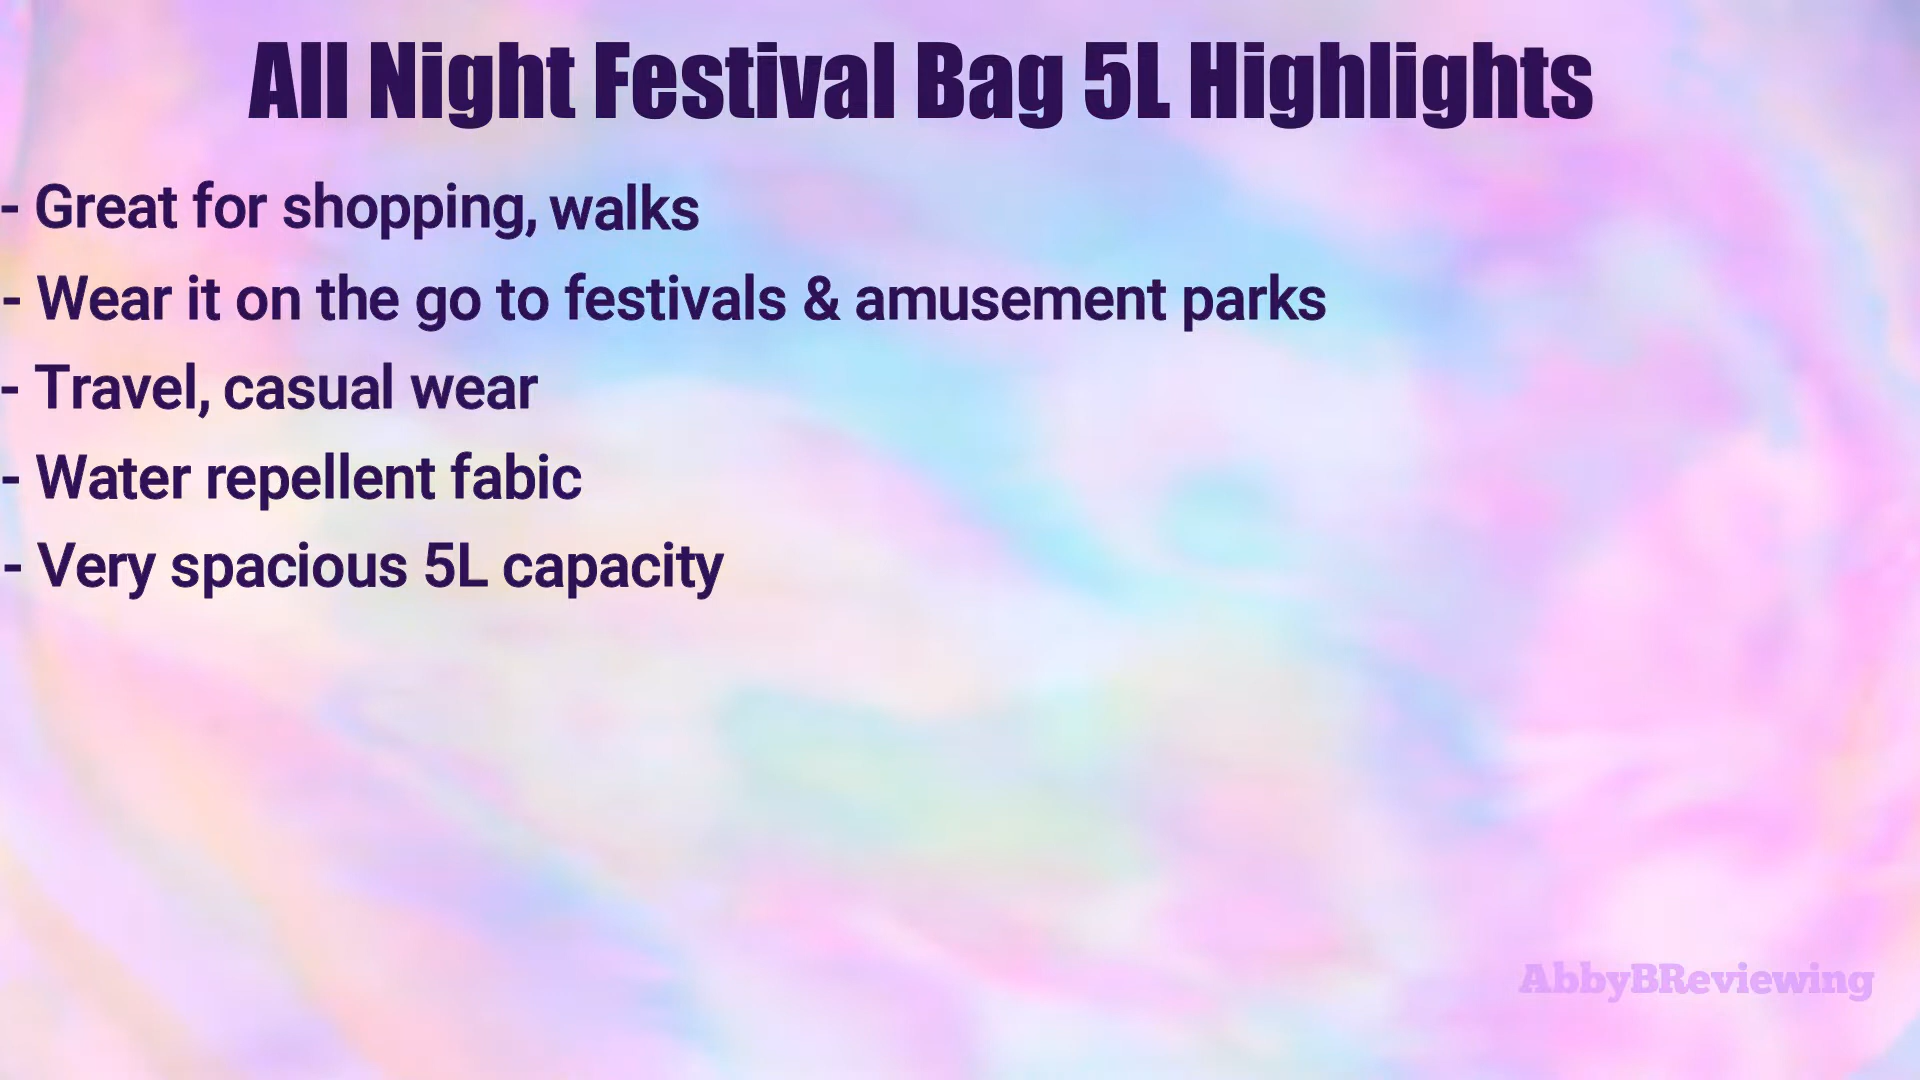 All Night Festival Bag 5L Highlights
- Great for shopping, walks
- Wear it on the go to festivals & amusement parks
- Travel, casual wear
- Water repellent fabic
- Very spacious 5L capacity
AbbyBReviewing